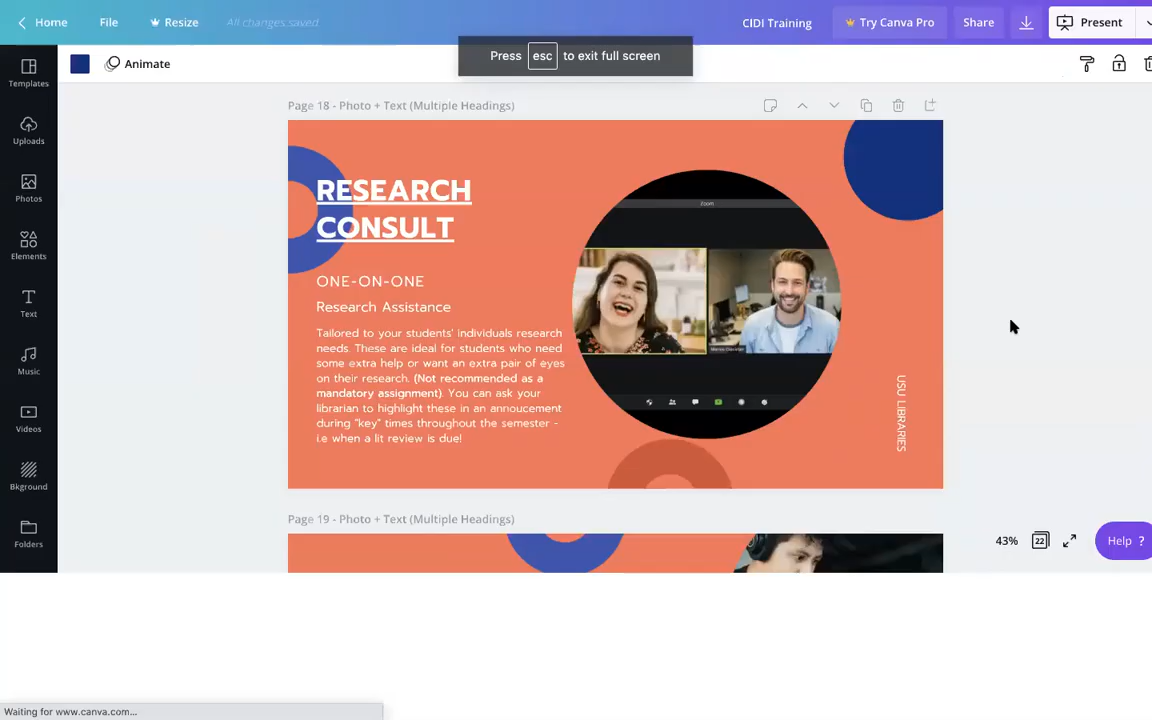 Home
File
Resize
All changes saved
CIDI Training
Try Canva Pro
Share
Present
Press esc to exit full screen
Animate
Templates
Uploads
Photos
Elements
Text
Music
Videos
Bkground
Folders
Page 18 - Photo + Text (Multiple Headings)
RESEARCH
CONSULT
ONE-ON-ONE
Research Assistance
Tailored to your students' individuals research
needs. These are ideal for students who need
some extra help or want an extra pair of eyes
on their research. (Not recommended as a
mandatory assignment). You can ask your
librarian to highlight these in an annoucement
during "key" times throughout the semester -
i.e when a lit review is due!
Zoom
USU LIBRARIES
Page 19 - Photo + Text (Multiple Headings)
43%
22
Help ?
Waiting for www.canva.com...